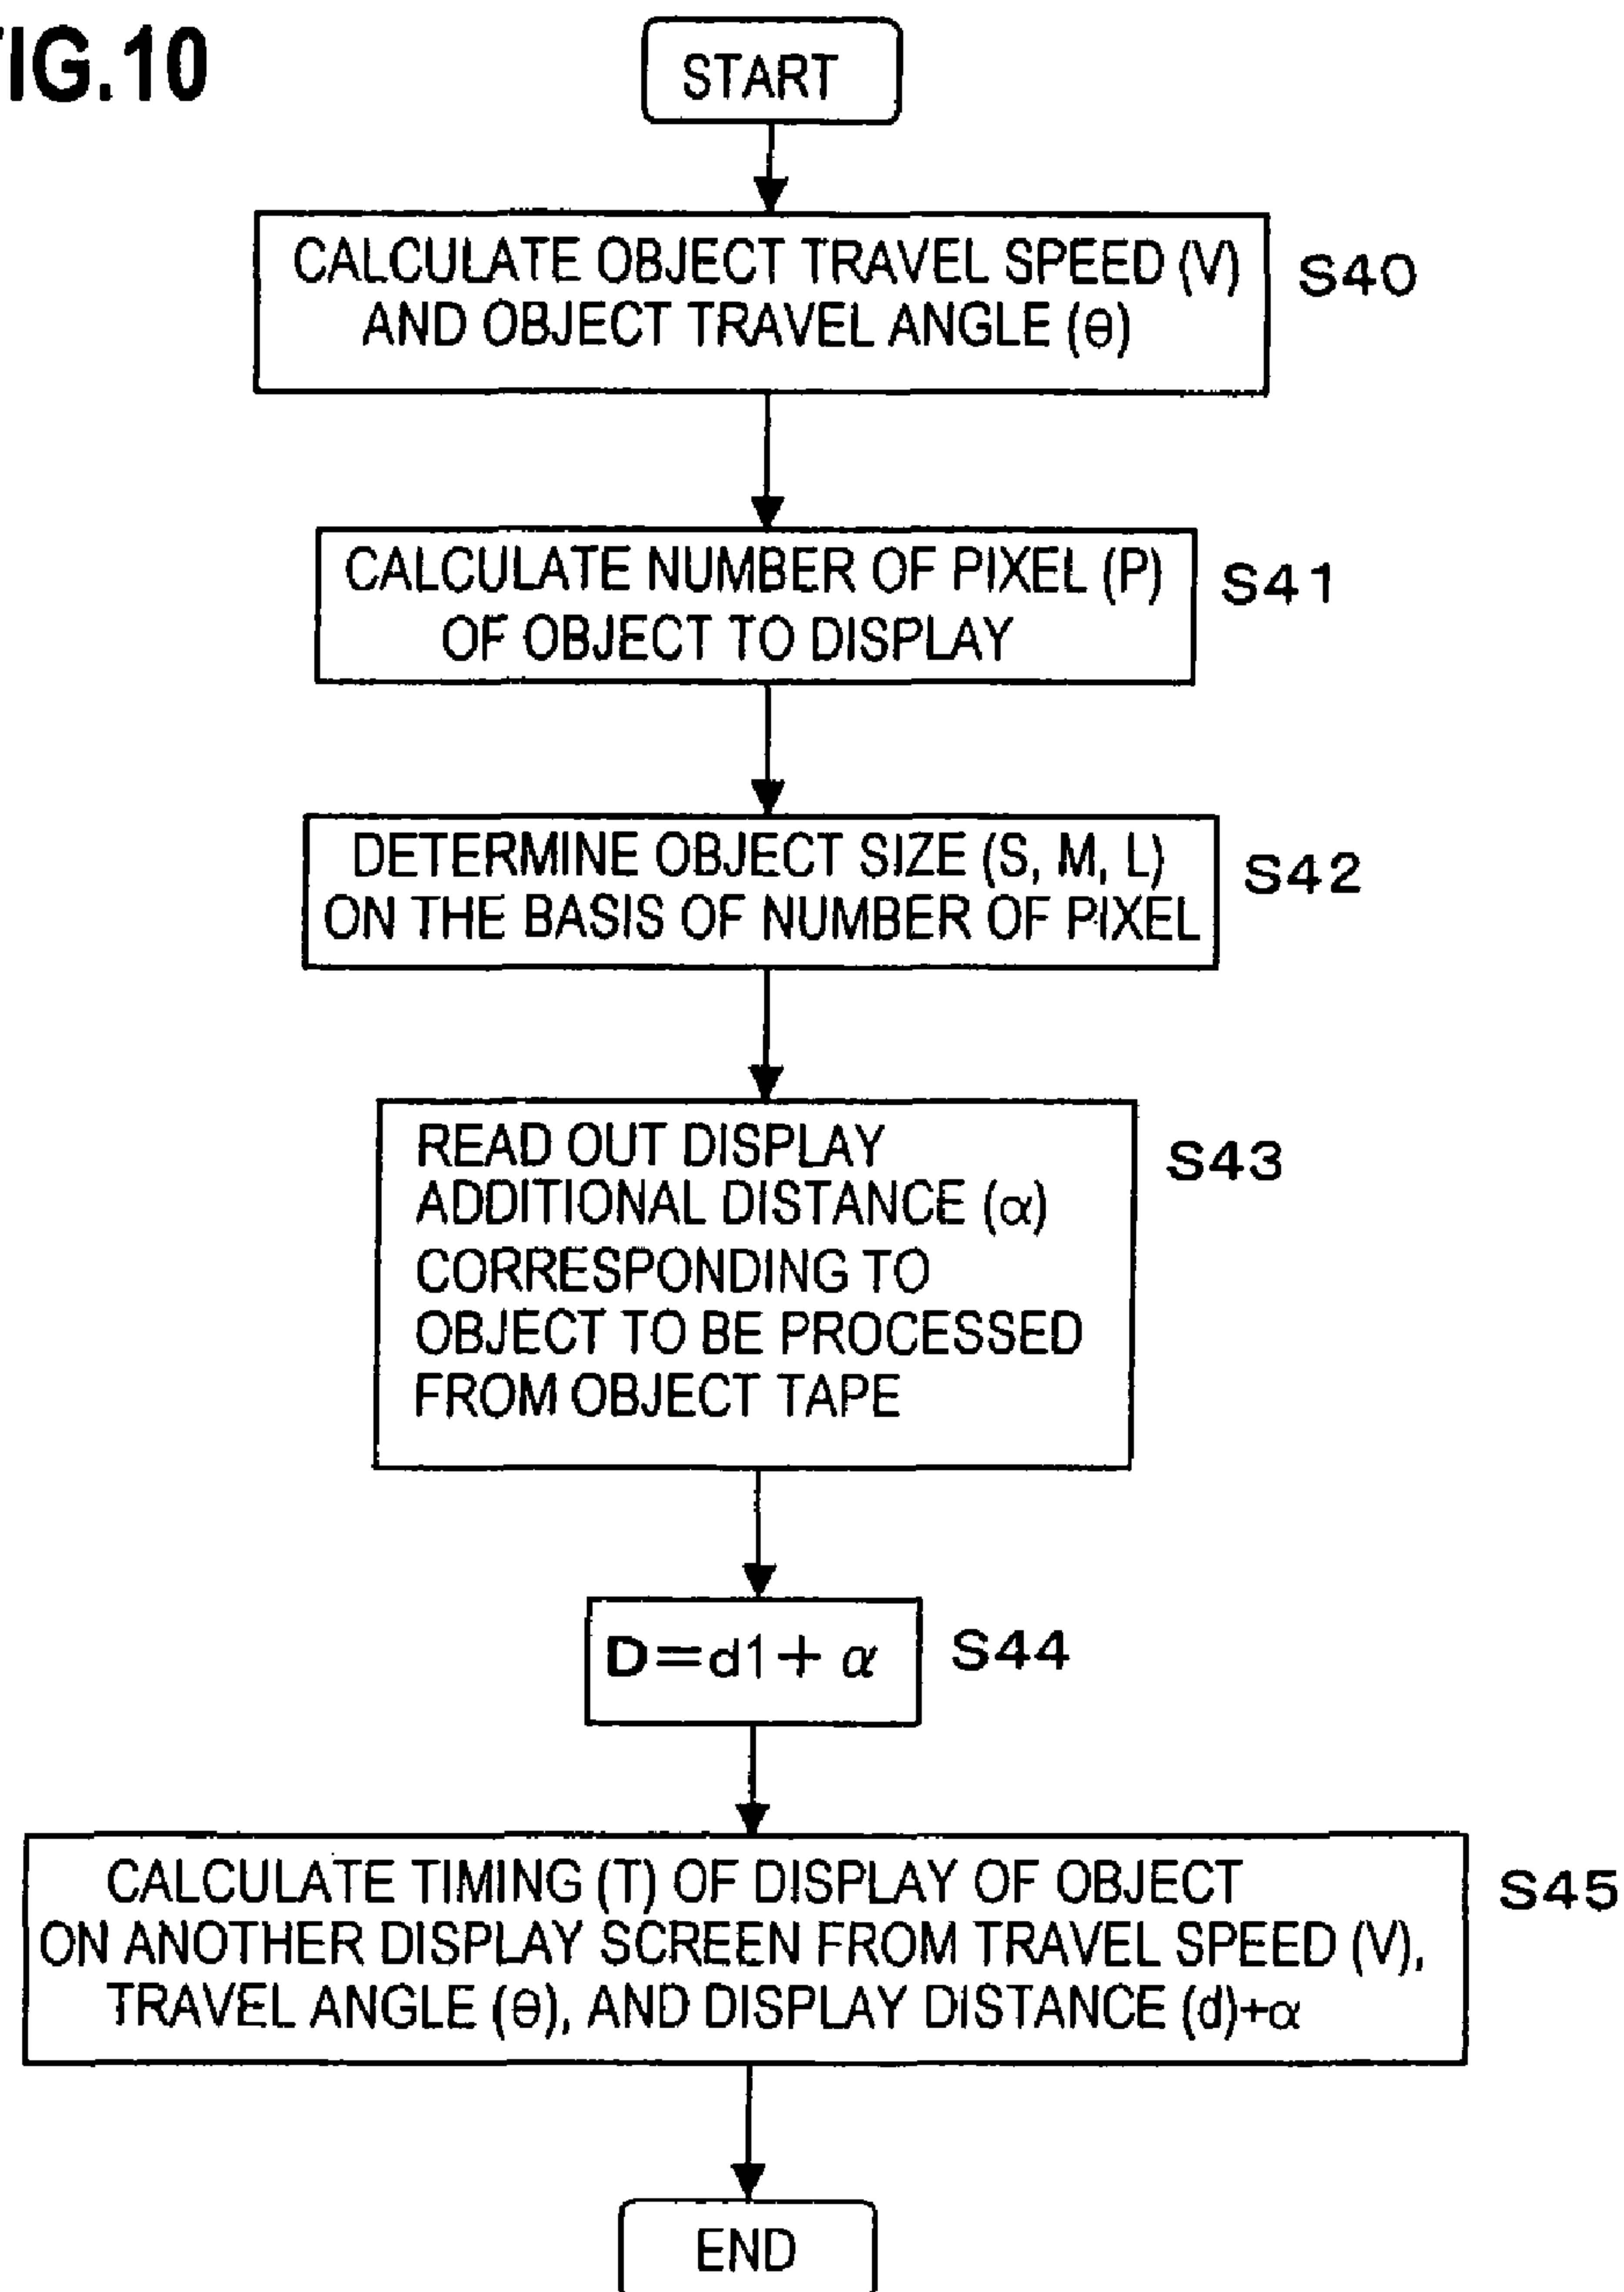 FIG.10
START
CALCULATE OBJECT TRAVEL SPEED (V)
AND OBJECT TRAVEL ANGLE (θ)
S40
CALCULATE NUMBER OF PIXEL (P)
OF OBJECT TO DISPLAY
S41
DETERMINE OBJECT SIZE (S, M, L)
ON THE BASIS OF NUMBER OF PIXEL
S42
READ OUT DISPLAY
ADDITIONAL DISTANCE (α)
CORRESPONDING TO
OBJECT TO BE PROCESSED
FROM OBJECT TAPE
S43
D=d1+ α
S44
CALCULATE TIMING (T) OF DISPLAY OF OBJECT
ON ANOTHER DISPLAY SCREEN FROM TRAVEL SPEED (V),
TRAVEL ANGLE (θ), AND DISPLAY DISTANCE (d)+α
S45
END